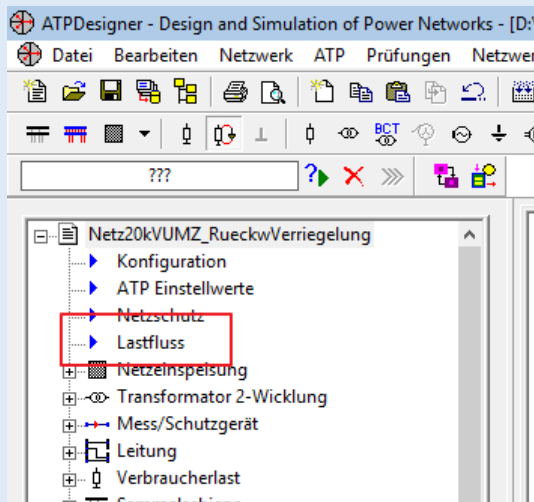 ATPDesigner - Design and Simulation of Power Networks - [D:\
Datei Bearbeiten Netzwerk ATP Prüfungen
BCT
???
Netz20kVUMZ_RueckwVerriegelung
Konfiguration
ATP Einstellwerte
Netzschutz
Lastfluss
Netzeinspeisung
Transformator 2-Wicklung
Mess/Schutzgerät
Leitung
Verbraucherlast